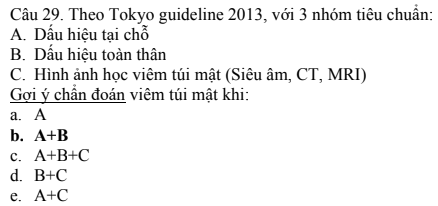 Câu 29. Theo Tokyo guideline 2013, với 3 nhóm tiêu chuẩn:
A. Dấu hiệu tại chỗ
B. Dấu hiệu toàn thân
C. Hình ảnh học viêm túi mật (Siêu âm, CT, MRI)
Gợi ý chẩn đoán viêm túi mật khi:
a. A
b. A+B
c. A+B+C
d. B+C
e. A+C